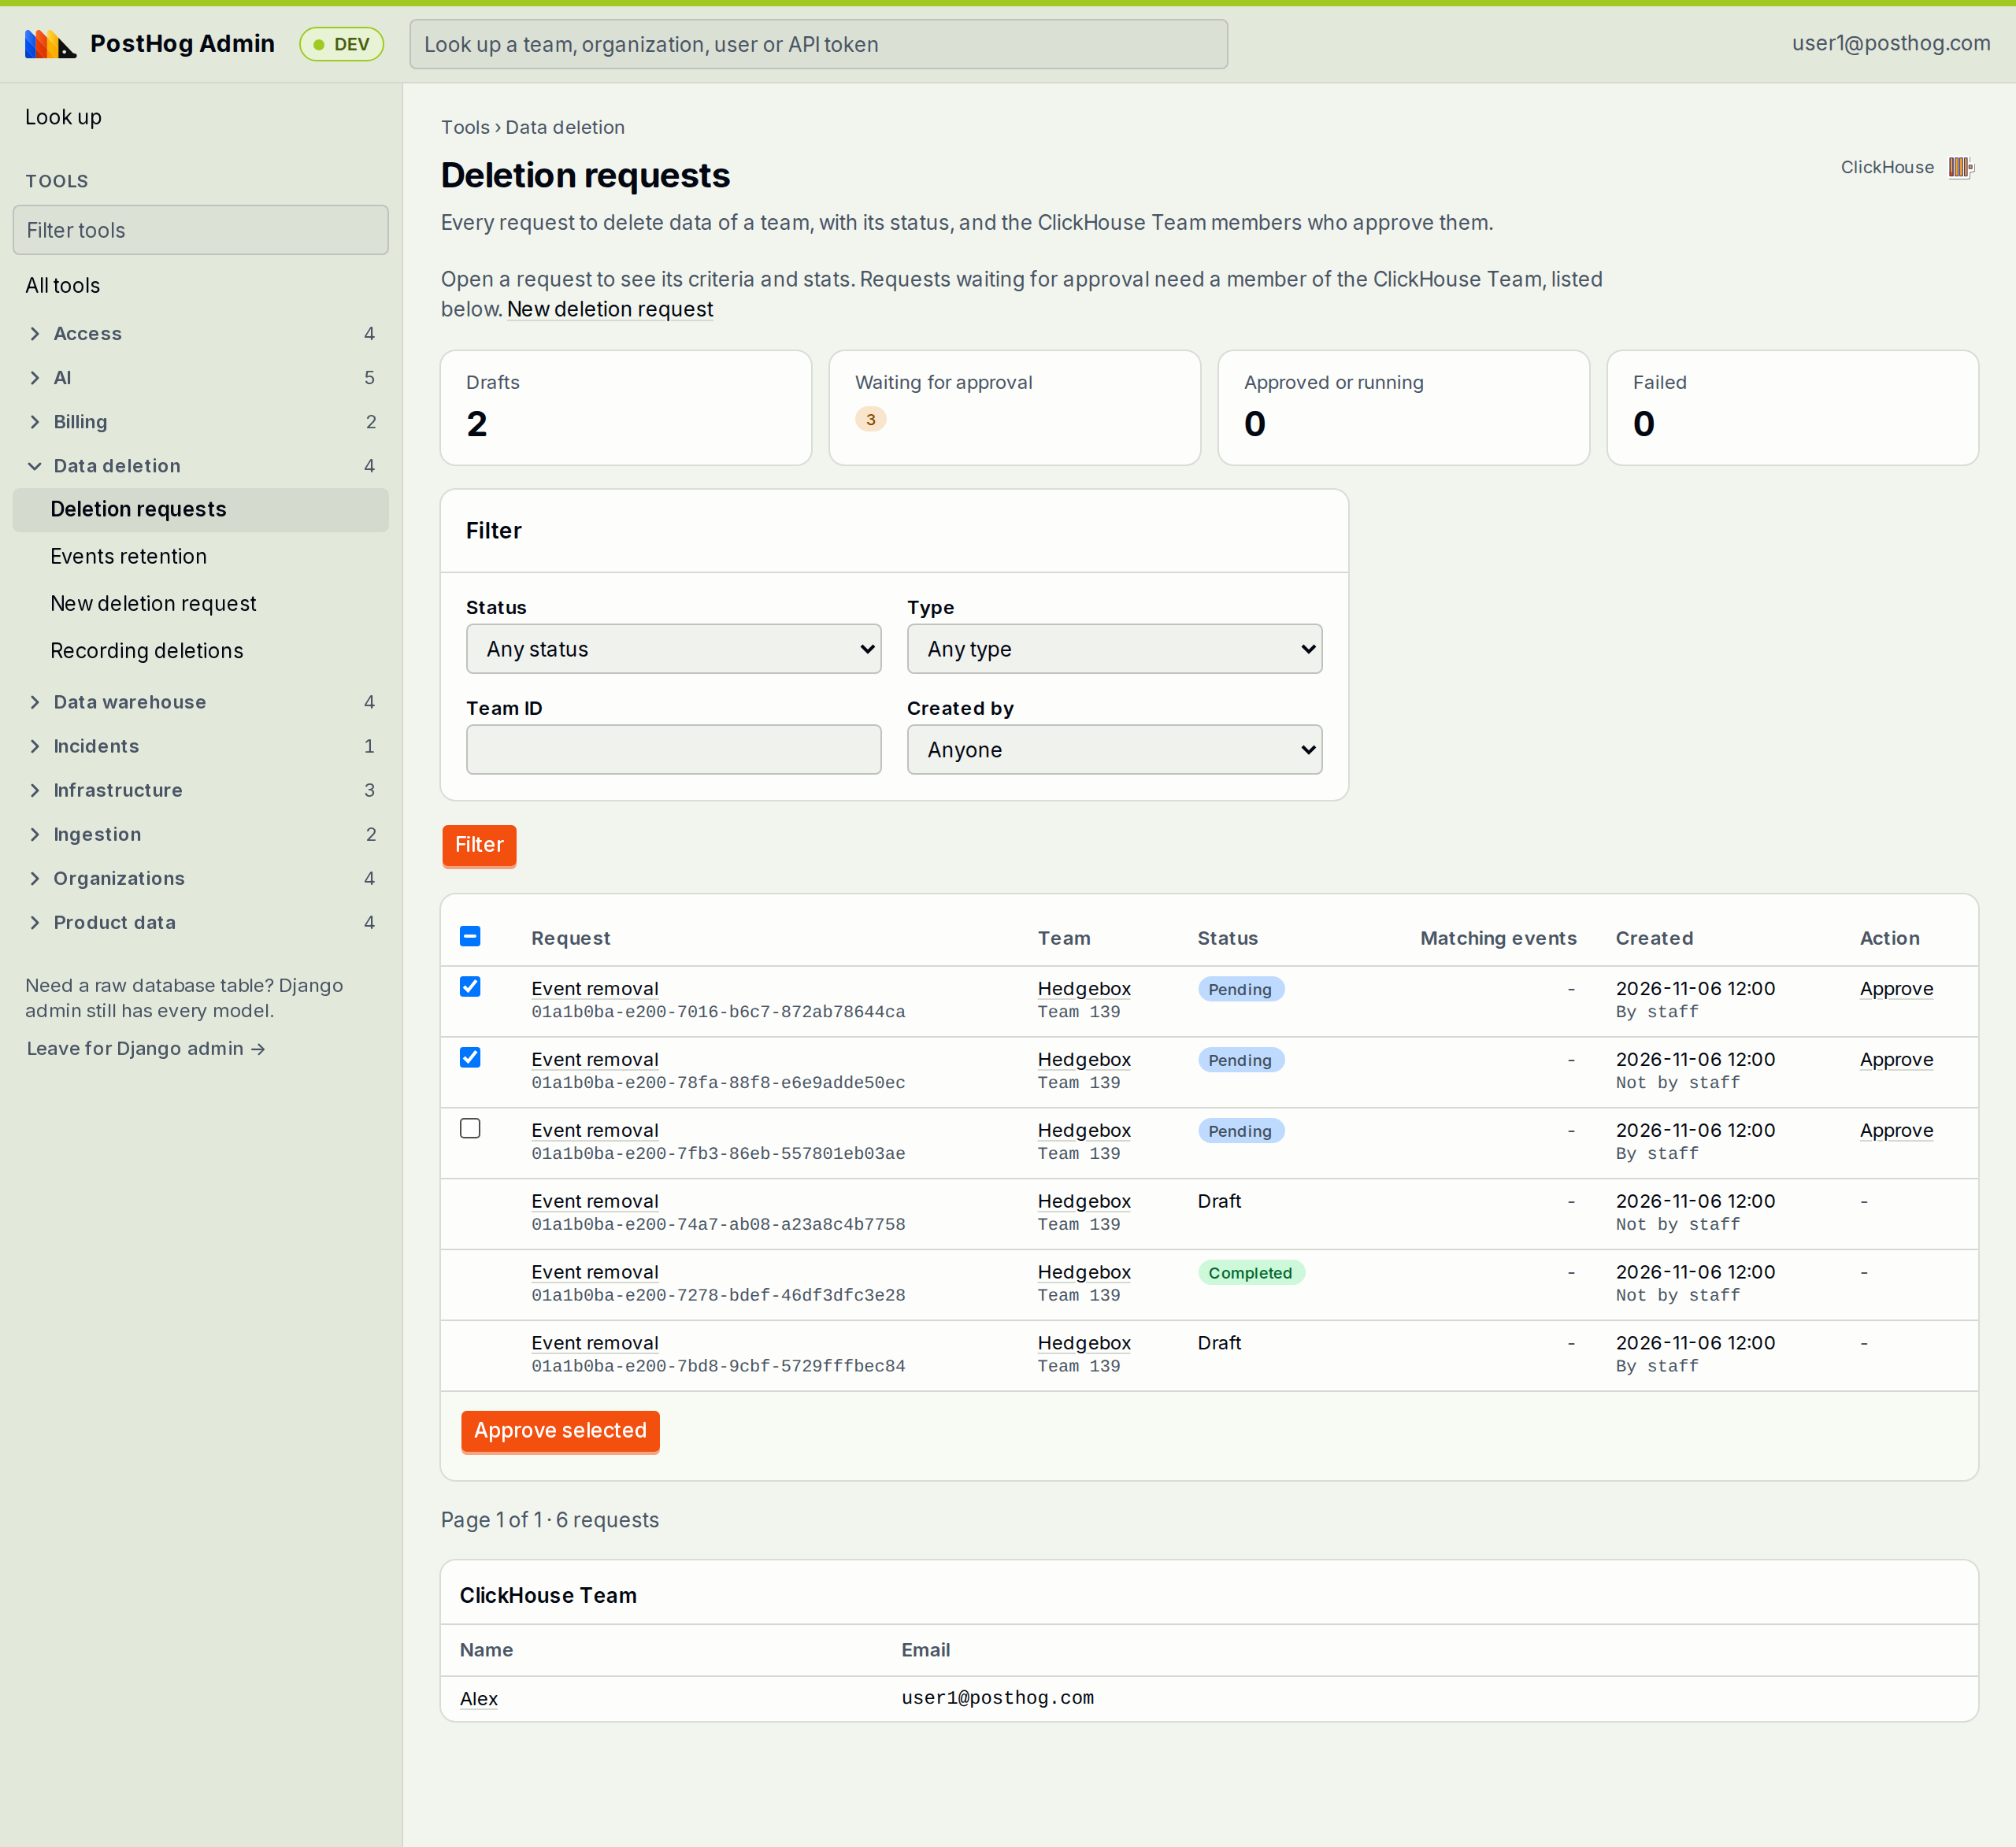 PostHog Admin
DEV
Look up a team, organization, user or API token
user1@posthog.com
Look up
TOOLS
Filter tools
All tools
Access 4
AI 5
Billing 2
Data deletion 4
Deletion requests
Events retention
New deletion request
Recording deletions
Data warehouse 4
Incidents 1
Infrastructure 3
Ingestion 2
Organizations 4
Product data 4
Need a raw database table? Django
admin still has every model.
Leave for Django admin →
Tools › Data deletion
Deletion requests
ClickHouse
Every request to delete data of a team, with its status, and the ClickHouse Team members who approve them.
Open a request to see its criteria and stats. Requests waiting for approval need a member of the ClickHouse Team, listed
below. New deletion request
Drafts
2
Waiting for approval
3
Approved or running
0
Failed
0
Filter
Status
Any status
Type
Any type
Team ID
Created by
Anyone
Filter
Request Team Status Matching events Created Action
Event removal Hedgebox Pending - 2026-11-06 12:00 Approve
01a1b0ba-e200-7016-b6c7-872ab78644ca Team 139 By staff
Event removal Hedgebox Pending - 2026-11-06 12:00 Approve
01a1b0ba-e200-78fa-88f8-e6e9adde50ec Team 139 Not by staff
Event removal Hedgebox Pending - 2026-11-06 12:00 Approve
01a1b0ba-e200-7fb3-86eb-557801eb03ae Team 139 By staff
Event removal Hedgebox Draft - 2026-11-06 12:00 -
01a1b0ba-e200-74a7-ab08-a23a8c4b7758 Team 139 Not by staff
Event removal Hedgebox Completed - 2026-11-06 12:00 -
01a1b0ba-e200-7278-bdef-46df3dfc3e28 Team 139 Not by staff
Event removal Hedgebox Draft - 2026-11-06 12:00 -
01a1b0ba-e200-7bd8-9cbf-5729fffbec84 Team 139 By staff
Approve selected
Page 1 of 1 · 6 requests
ClickHouse Team
Name Email
Alex user1@posthog.com